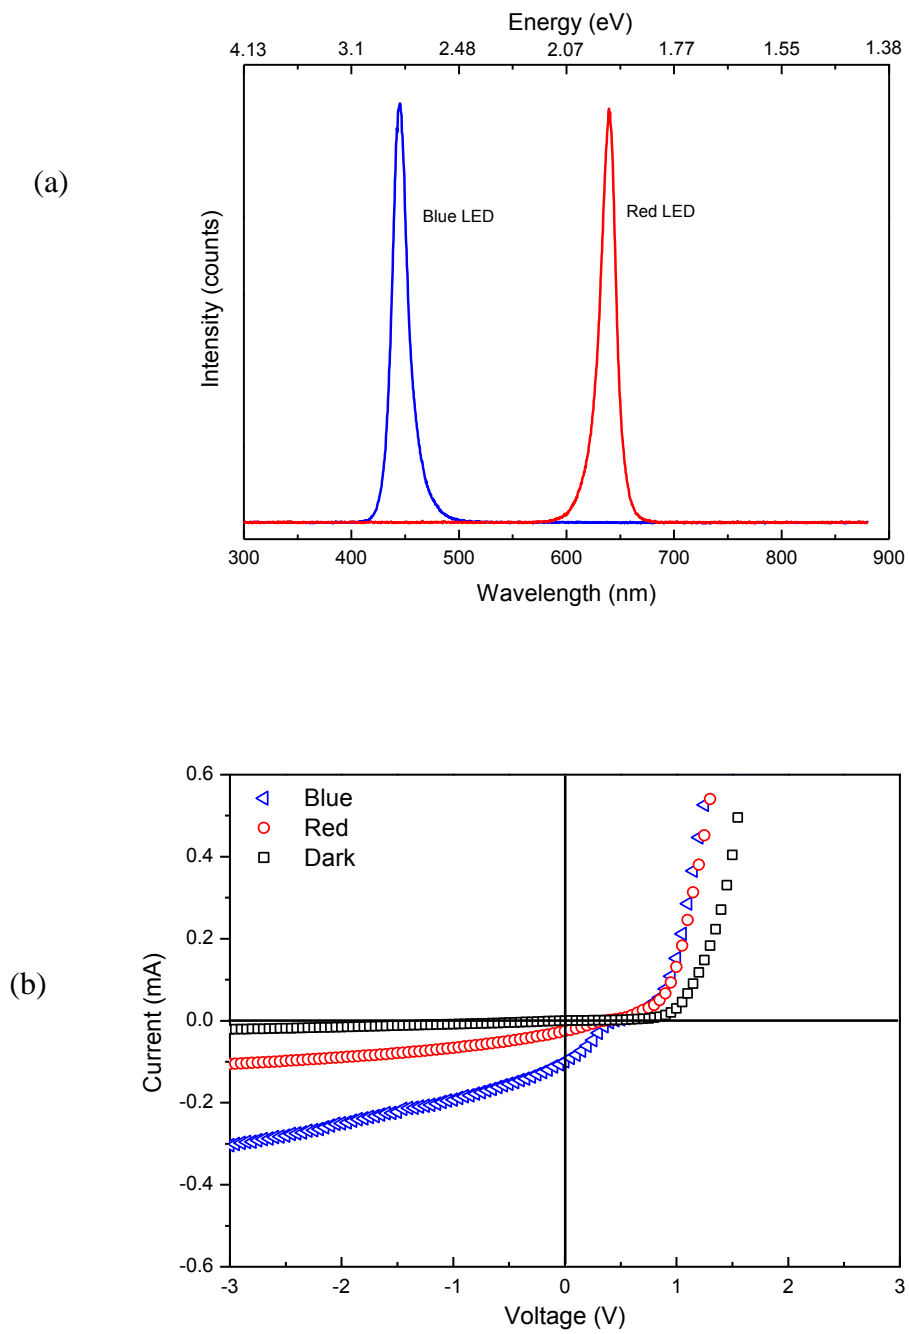 Energy (eV)
4.13 3.1 2.48 2.07 1.77 1.55 1.38
(a)
Intensity (counts)
Blue LED
Red LED
300 400 500 600 700 800 900
Wavelength (nm)
(b)
Current (mA)
0.6
0.4
0.2
0.0
-0.2
-0.4
-0.6
Blue
Red
Dark
-3 -2 -1 0 1 2 3
Voltage (V)